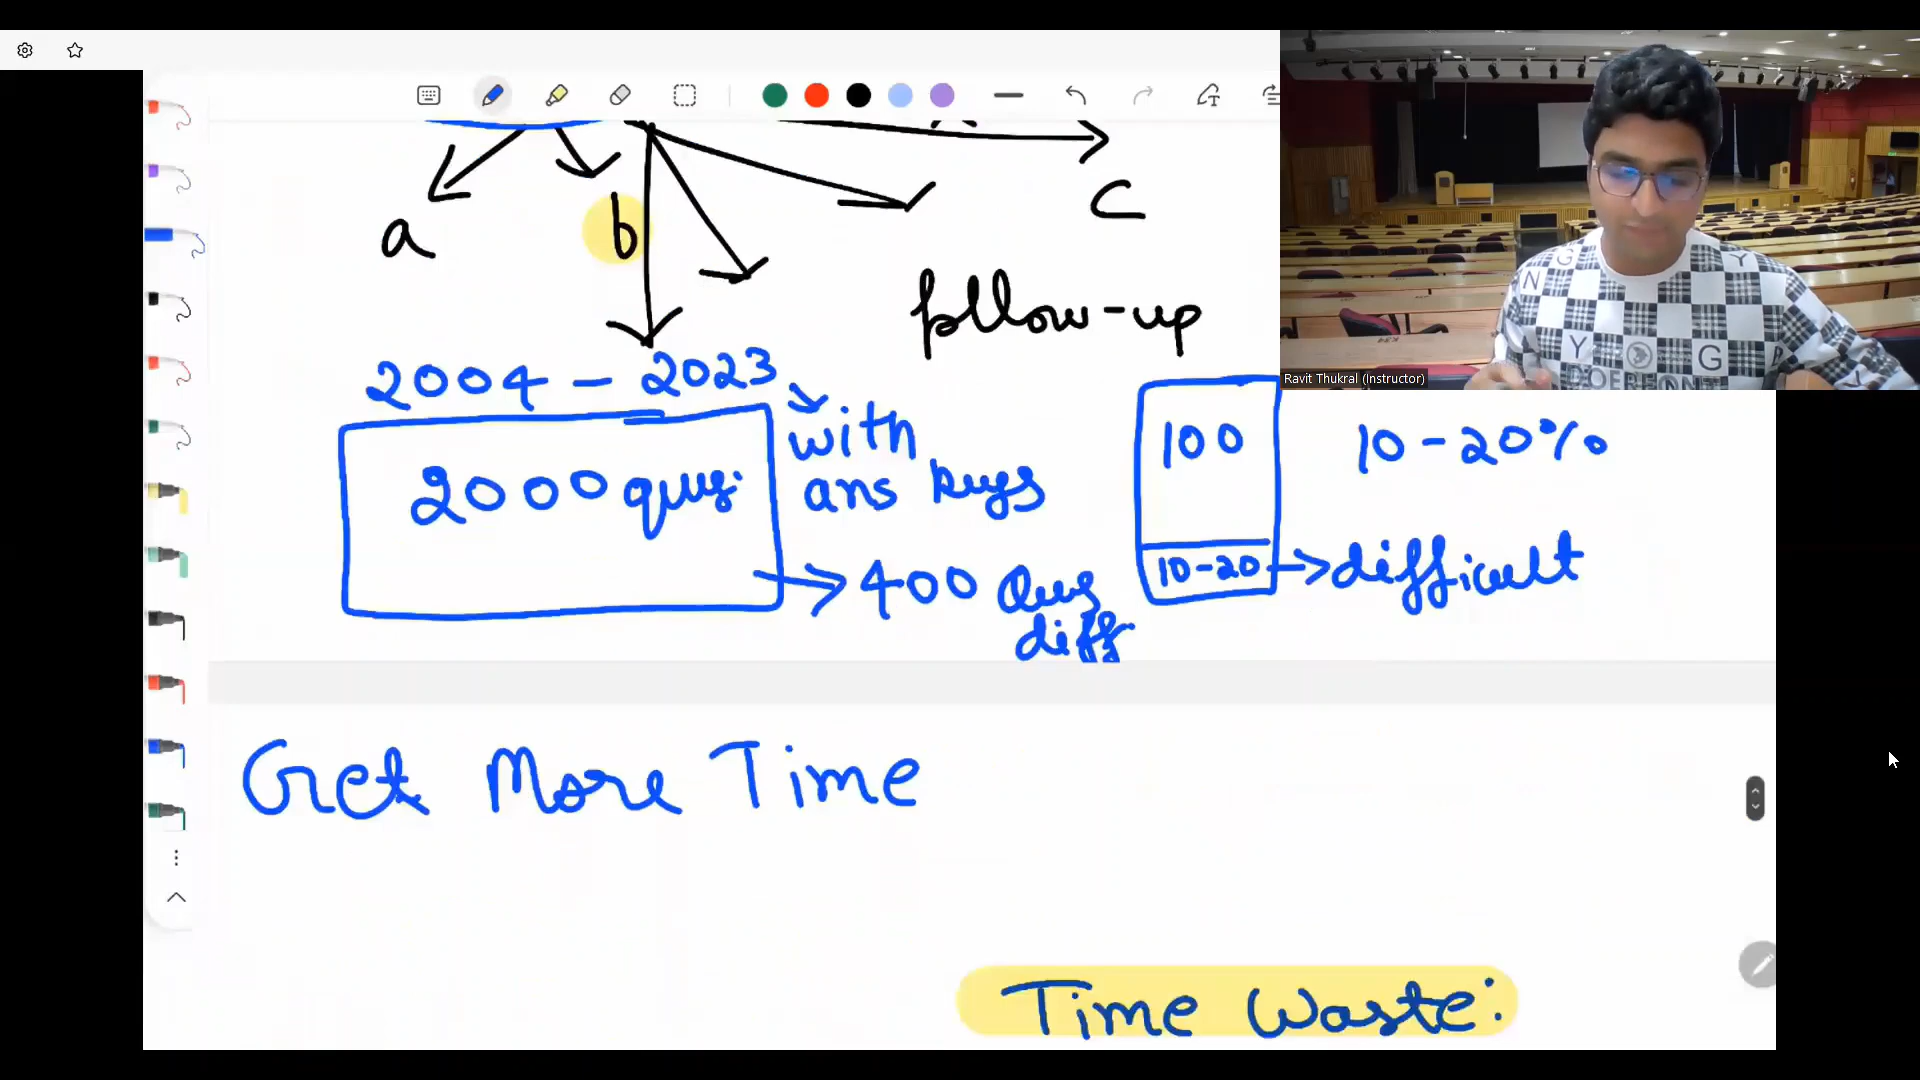 a
b
c
follow-up
2004 - 2023
with
ans keys
2000 ques.
400 Ques
diff
100
10-20
10-20%
difficult
Get More Time
Time Waste:
Ravit Thukral (Instructor)
N
G
Y
Y
G